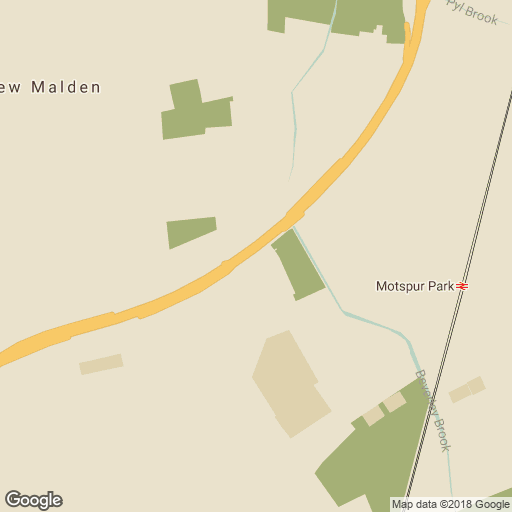 Pyl Brook
ew Malden
Motspur Park
Beverley Brook
Google
Map data ©2018 Google